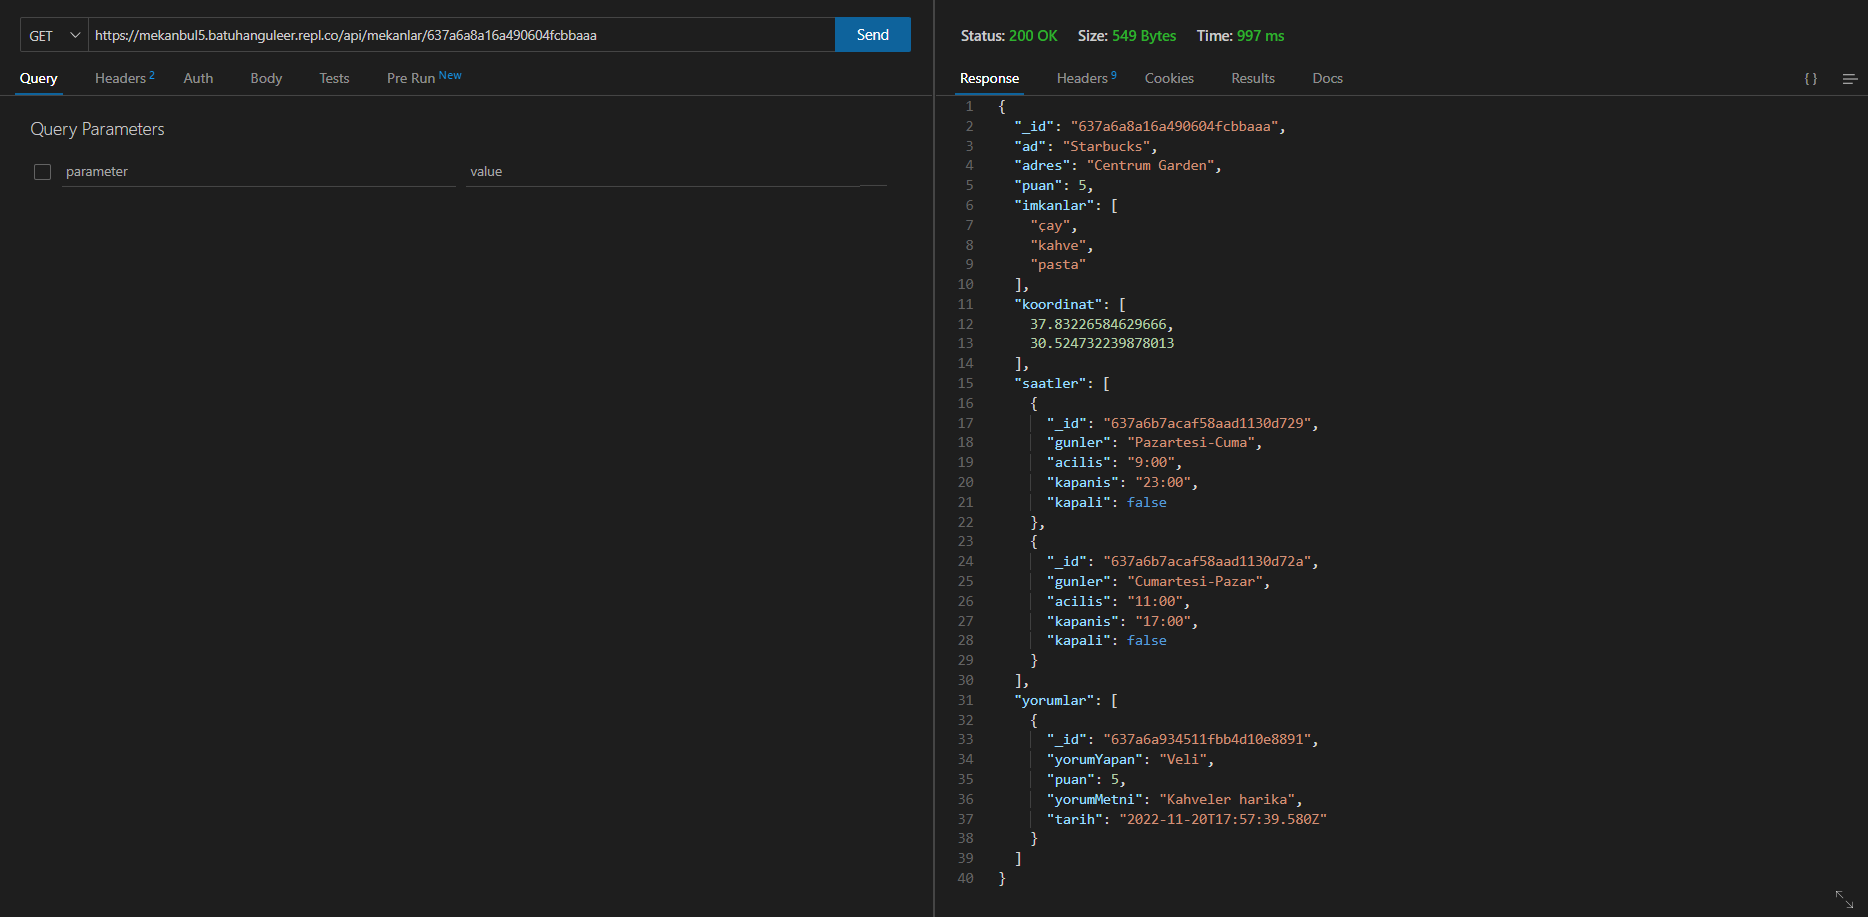 GET
https://mekanbul5.batuhanguleer.repl.co/api/mekanlar/637a6a8a16a490604fcbbaaa
Send
Query
Headers 2
Auth
Body
Tests
Pre Run New
Query Parameters
parameter
value
Status: 200 OK Size: 549 Bytes Time: 997 ms
Response
Headers 9
Cookies
Results
Docs
{ }
1 {
2 "_id": "637a6a8a16a490604fcbbaaa",
3 "ad": "Starbucks",
4 "adres": "Centrum Garden",
5 "puan": 5,
6 "imkanlar": [
7 "çay",
8 "kahve",
9 "pasta"
10 ],
11 "koordinat": [
12 37.83226584629666,
13 30.524732239878013
14 ],
15 "saatler": [
16 {
17 "_id": "637a6b7acaf58aad1130d729",
18 "gunler": "Pazartesi-Cuma",
19 "acilis": "9:00",
20 "kapanis": "23:00",
21 "kapali": false
22 },
23 {
24 "_id": "637a6b7acaf58aad1130d72a",
25 "gunler": "Cumartesi-Pazar",
26 "acilis": "11:00",
27 "kapanis": "17:00",
28 "kapali": false
29 }
30 ],
31 "yorumlar": [
32 {
33 "_id": "637a6a934511fbb4d10e8891",
34 "yorumYapan": "Veli",
35 "puan": 5,
36 "yorumMetni": "Kahveler harika",
37 "tarih": "2022-11-20T17:57:39.580Z"
38 }
39 ]
40 }